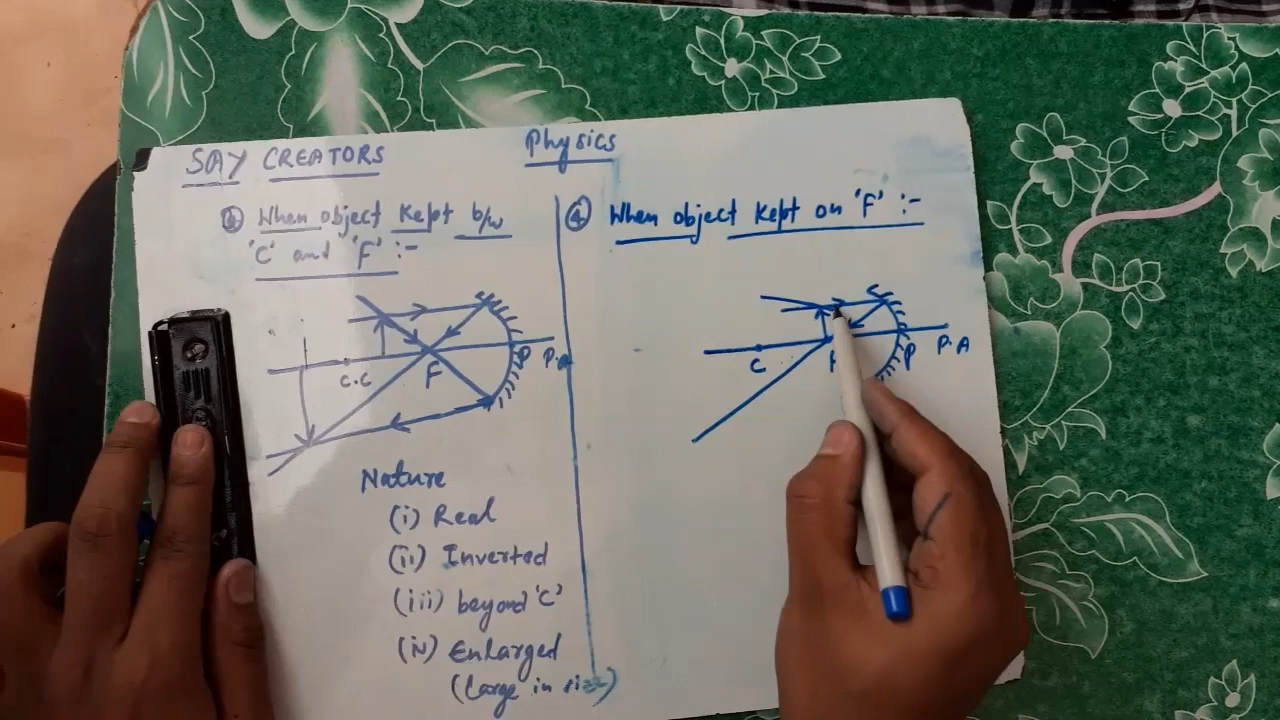 SAY CREATORS
Physics
When object Kept b/w
'C' and 'F' :-
C.C
F
P
P.A
Nature
(i) Real
(ii) Inverted
(iii) beyond 'C'
(iv) Enlarged
(large in size)
④ When object Kept on 'F' :-
C
P
P.A